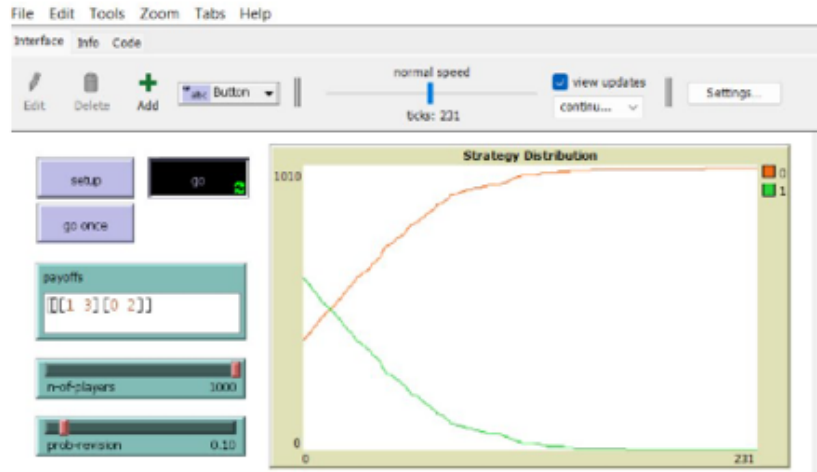 File Edit Tools Zoom Tabs Help
Interface Info Code
Edit Delete Add abc Button normal speed ticks: 231 view updates continu... Settings...
Strategy Distribution
setup go
go once
1010
0
1
payoffs
[[1 3][0 2]]
n-of-players 1000
prob-revision 0.10
0
0 231